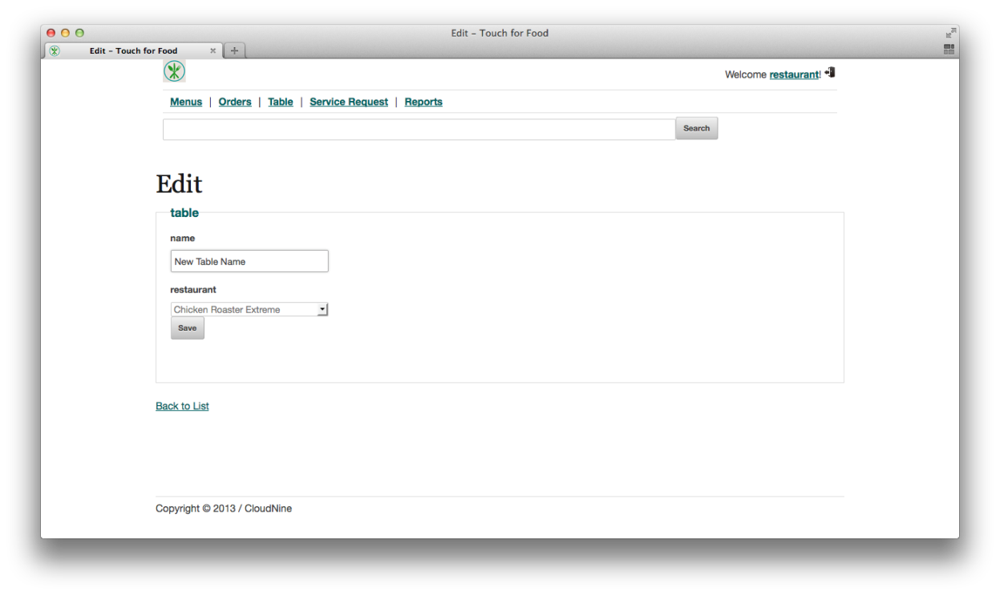 Edit – Touch for Food
Edit – Touch for Food
Welcome restaurant!
Menus | Orders | Table | Service Request | Reports
Search
Edit
table
name
New Table Name
restaurant
Chicken Roaster Extreme
Save
Back to List
Copyright © 2013 / CloudNine